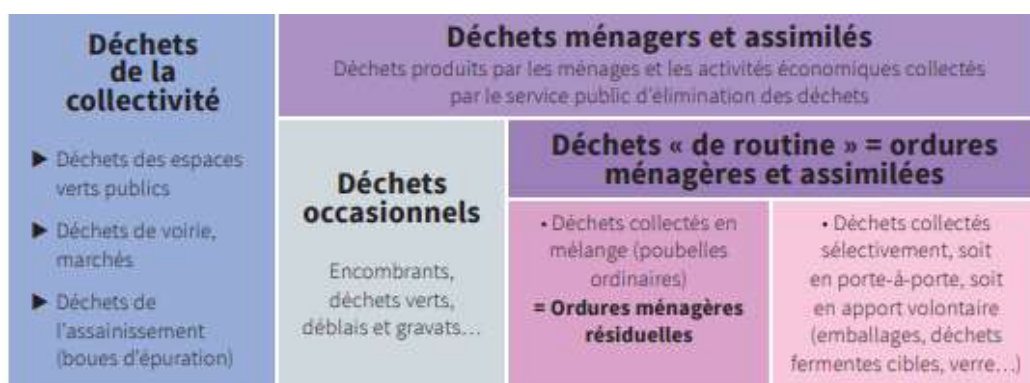 Déchets
de la
collectivité
► Déchets des espaces
verts publics
► Déchets de voirie,
marchés
► Déchets de
l'assainissement
(boues d'épuration)
Déchets ménagers et assimilés
Déchets produits par les ménages et les activités économiques collectés
par le service public d'élimination des déchets
Déchets
occasionnels
Encombrants,
déchets verts,
déblais et gravats...
Déchets « de routine » = ordures
ménagères et assimilées
• Déchets collectés en
mélange (poubelles
ordinaires)
= Ordures ménagères
résiduelles
• Déchets collectés
sélectivement, soit
en porte-à-porte, soit
en apport volontaire
(emballages, déchets
fermentes cibles, verre...)